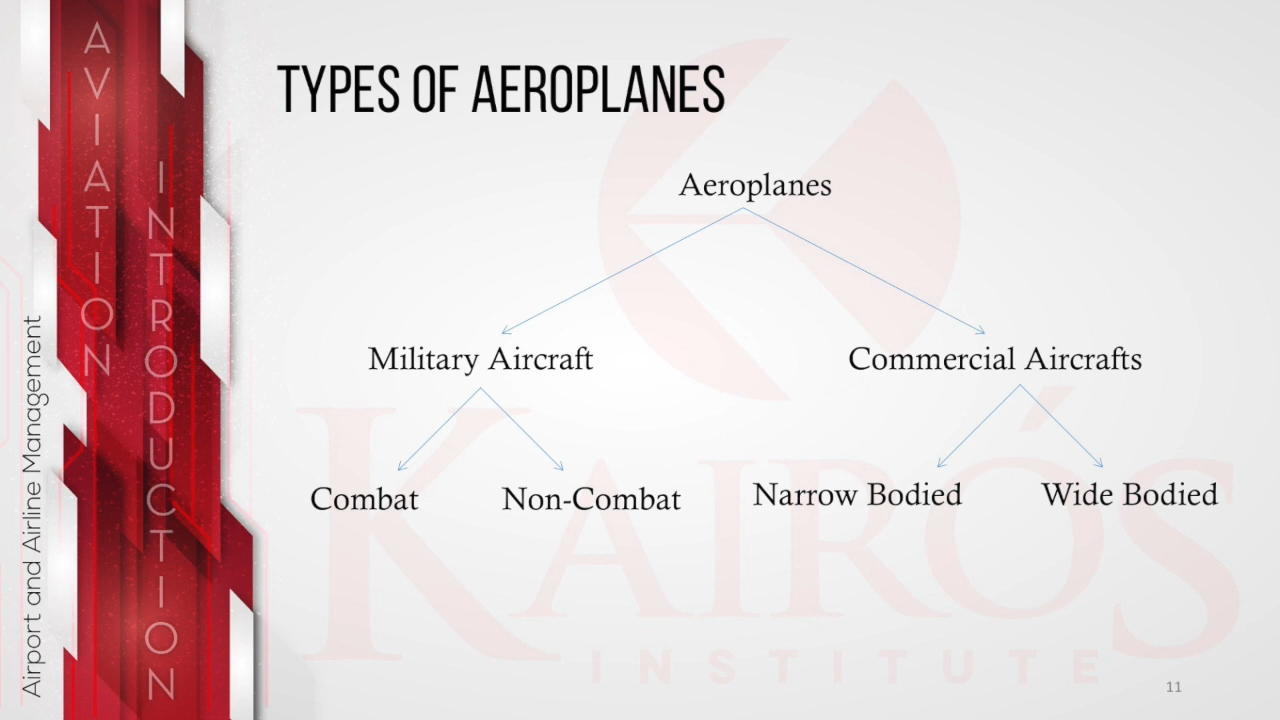 AVIATION
INTRODUCTION
Airport and Airline Management
TYPES OF AEROPLANES
Aeroplanes
Military Aircraft
Commercial Aircrafts
Combat
Non-Combat
Narrow Bodied
Wide Bodied
KAIRÓS
INSTITUTE
11